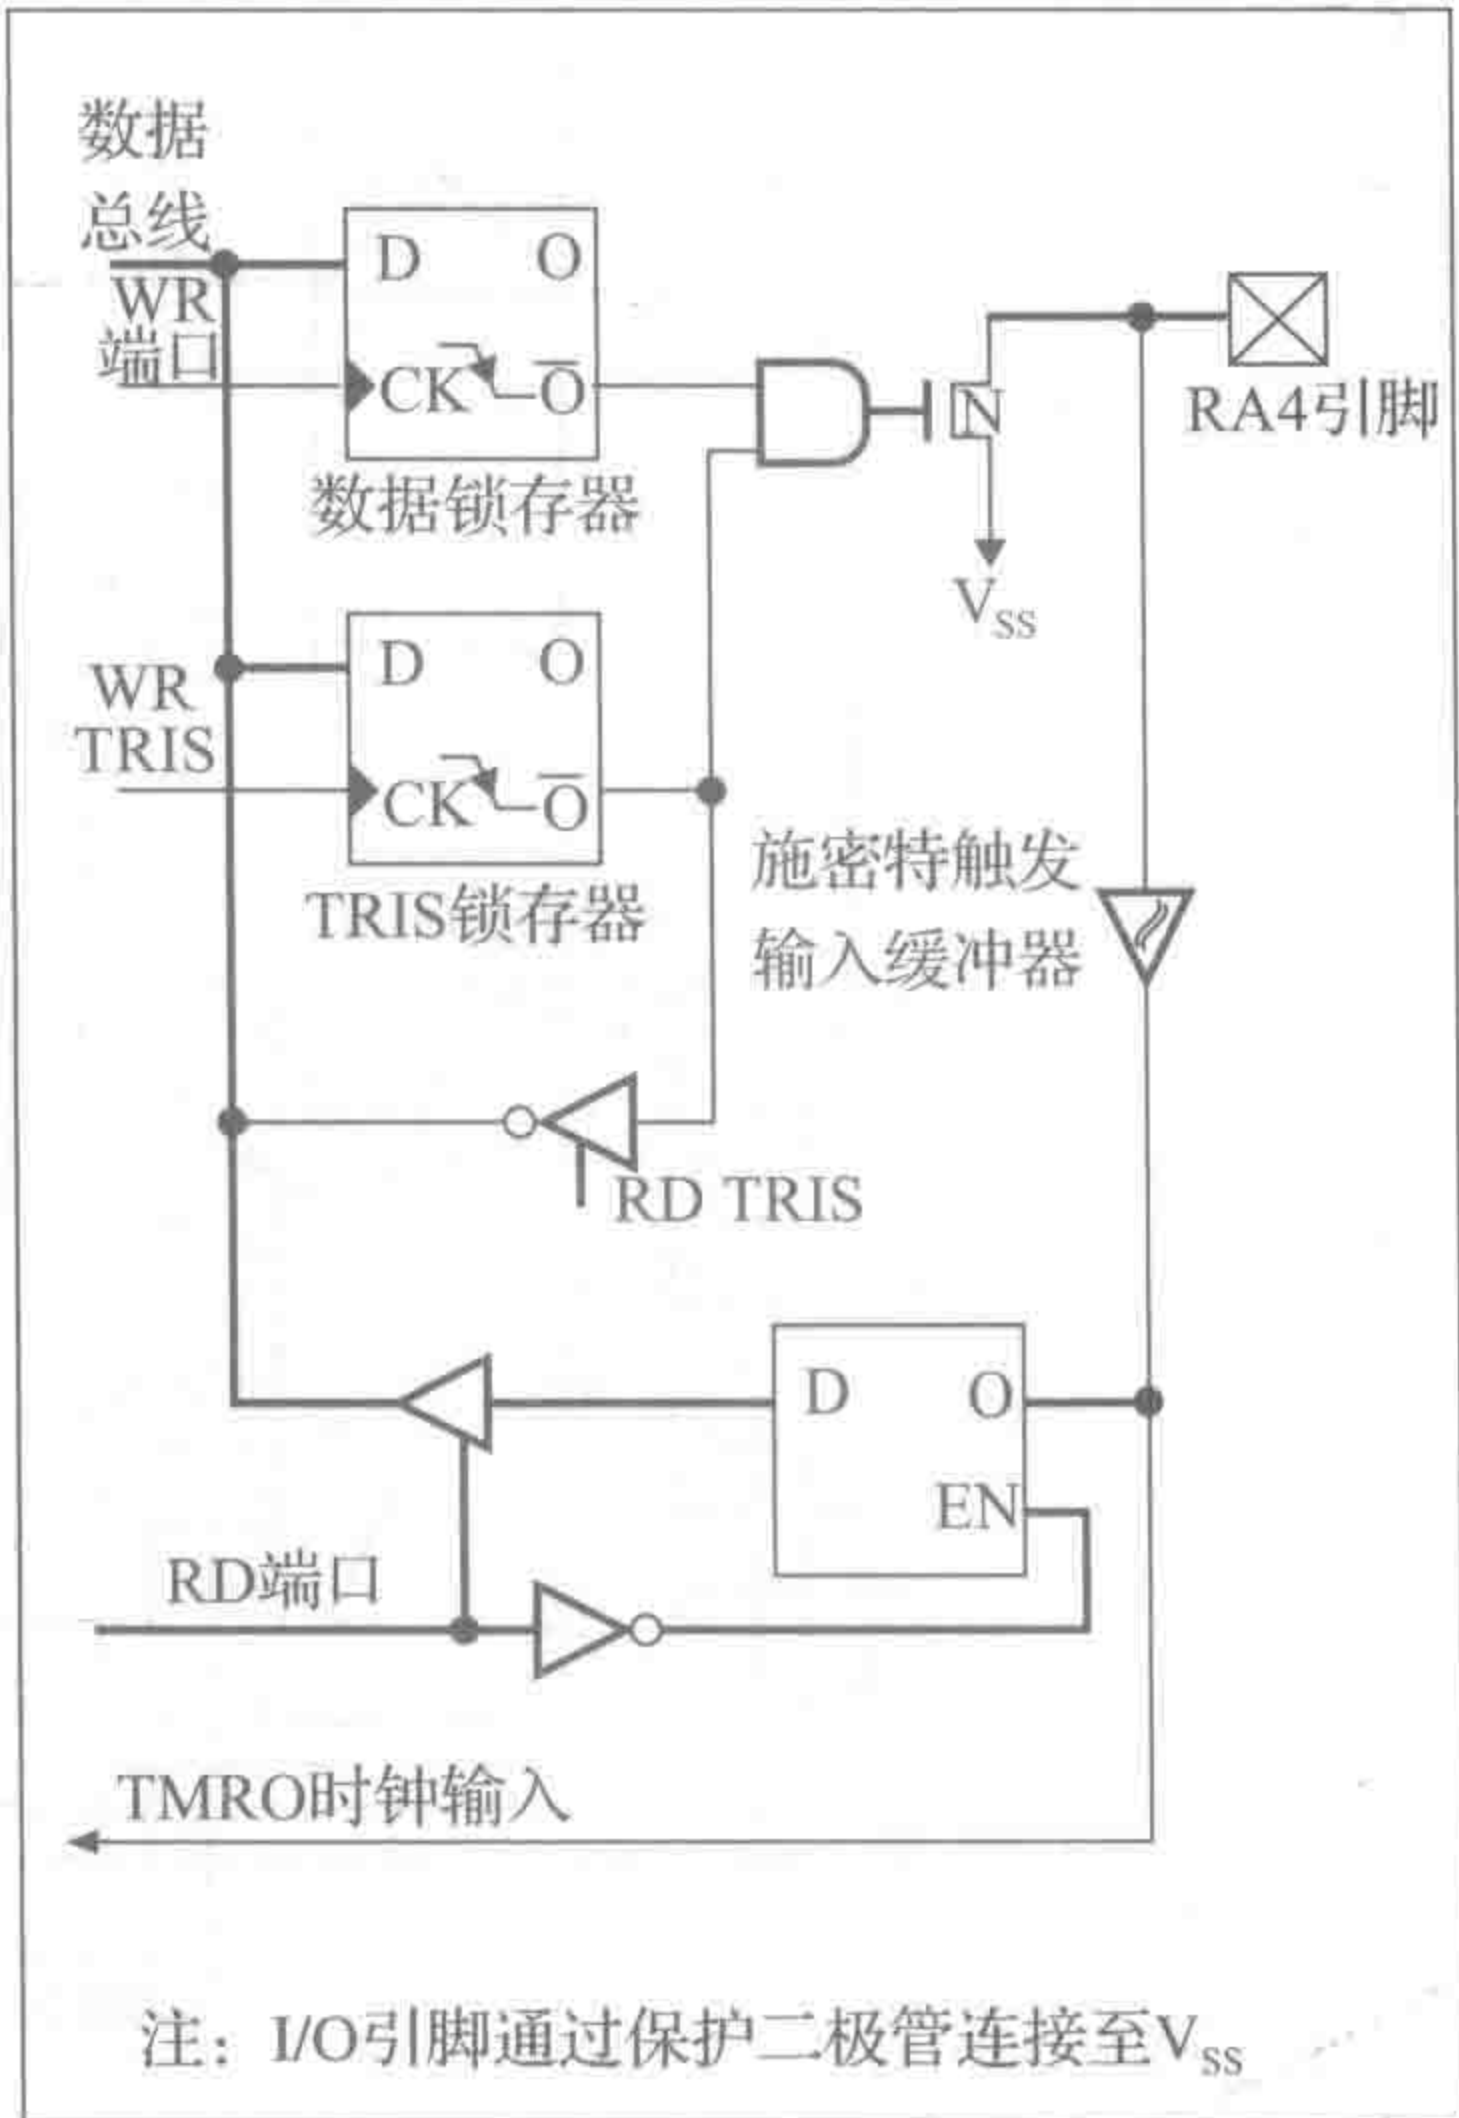 数据
总线
WR
端口
D O
CK O̅
数据锁存器
N
RA4引脚
V_SS
WR
TRIS
D O
CK O̅
TRIS锁存器
施密特触发
输入缓冲器
RD TRIS
D O
EN
RD端口
TMRO时钟输入
注：I/O引脚通过保护二极管连接至V_SS